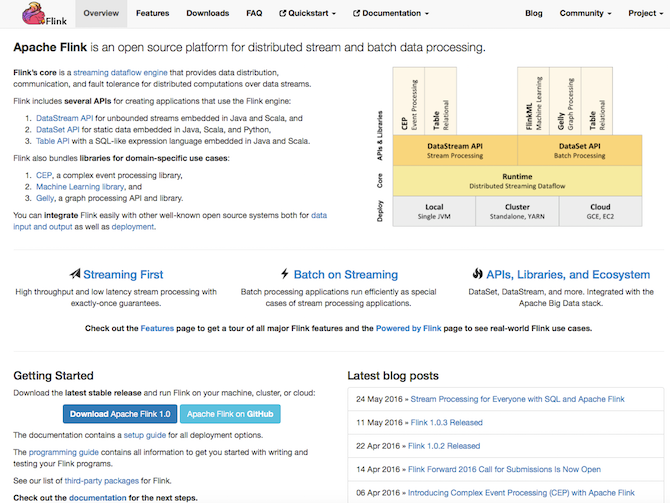 Flink
Overview Features Downloads FAQ Quickstart Documentation Blog Community Project
Apache Flink is an open source platform for distributed stream and batch data processing.
Flink's core is a streaming dataflow engine that provides data distribution,
communication, and fault tolerance for distributed computations over data streams.
Flink includes several APIs for creating applications that use the Flink engine:
1. DataStream API for unbounded streams embedded in Java and Scala, and
2. DataSet API for static data embedded in Java, Scala, and Python,
3. Table API with a SQL-like expression language embedded in Java and Scala.
Flink also bundles libraries for domain-specific use cases:
1. CEP, a complex event processing library,
2. Machine Learning library, and
3. Gelly, a graph processing API and library.
You can integrate Flink easily with other well-known open source systems both for data
input and output as well as deployment.
APIs & Libraries
CEP
Event Processing
Table
Relational
FlinkML
Machine Learning
Gelly
Graph Processing
Table
Relational
DataStream API
Stream Processing
DataSet API
Batch Processing
Core
Runtime
Distributed Streaming Dataflow
Deploy
Local
Single JVM
Cluster
Standalone, YARN
Cloud
GCE, EC2
Streaming First
High throughput and low latency stream processing with
exactly-once guarantees.
Batch on Streaming
Batch processing applications run efficiently as special
cases of stream processing applications.
APIs, Libraries, and Ecosystem
DataSet, DataStream, and more. Integrated with the
Apache Big Data stack.
Check out the Features page to get a tour of all major Flink features and the Powered by Flink page to see real-world Flink use cases.
Getting Started
Download the latest stable release and run Flink on your machine, cluster, or cloud:
Download Apache Flink 1.0 Apache Flink on GitHub
The documentation contains a setup guide for all deployment options.
The programming guide contains all information to get you started with writing and
testing your Flink programs.
See our list of third-party packages for Flink.
Check out the documentation for the next steps.
Latest blog posts
24 May 2016 » Stream Processing for Everyone with SQL and Apache Flink
11 May 2016 » Flink 1.0.3 Released
22 Apr 2016 » Flink 1.0.2 Released
14 Apr 2016 » Flink Forward 2016 Call for Submissions Is Now Open
06 Apr 2016 » Introducing Complex Event Processing (CEP) with Apache Flink